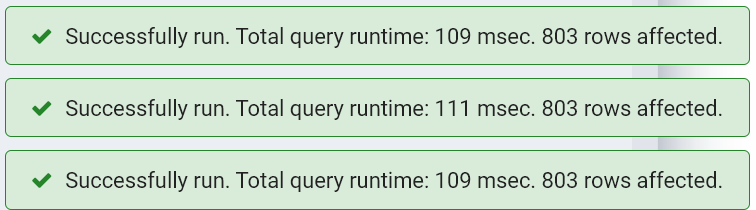 Successfully run. Total query runtime: 109 msec. 803 rows affected.
Successfully run. Total query runtime: 111 msec. 803 rows affected.
Successfully run. Total query runtime: 109 msec. 803 rows affected.